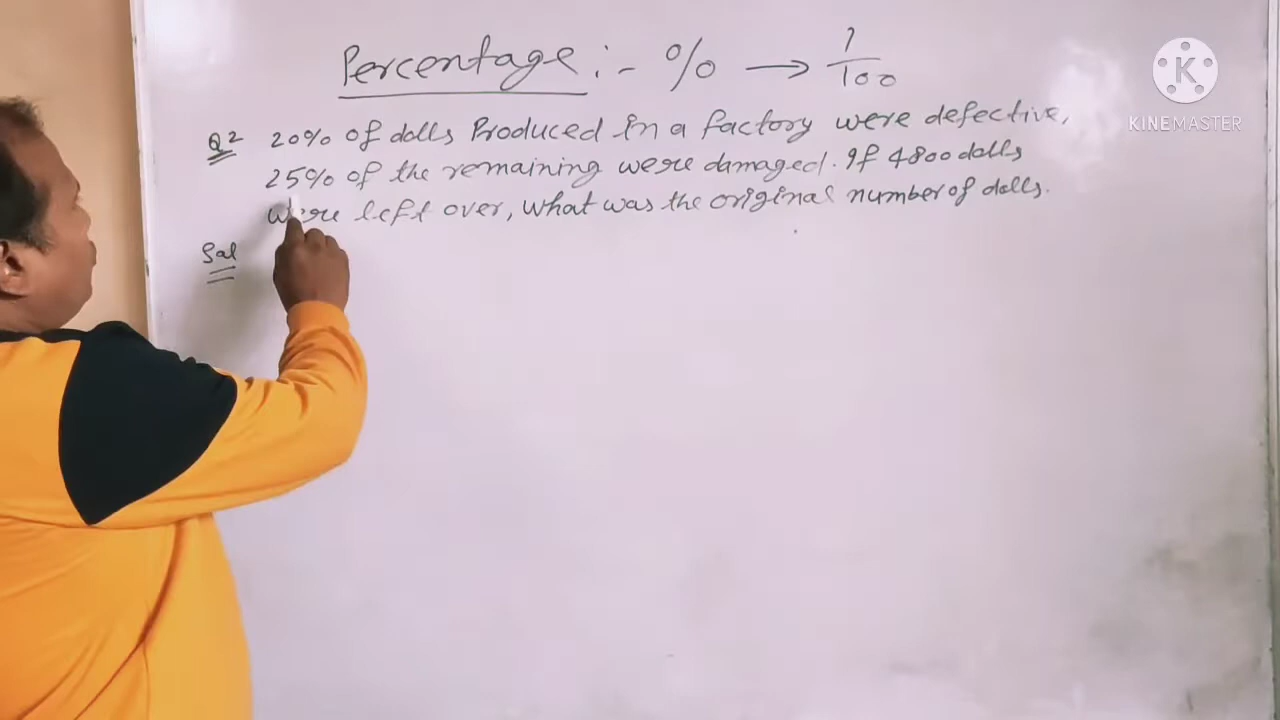 Percentage :- % → 1/100
Q2 20% of dolls Produced in a factory were defective,
25% of the remaining were damaged. If 4800 dolls
were left over, what was the original number of dolls.
Sol
K
KINEMASTER